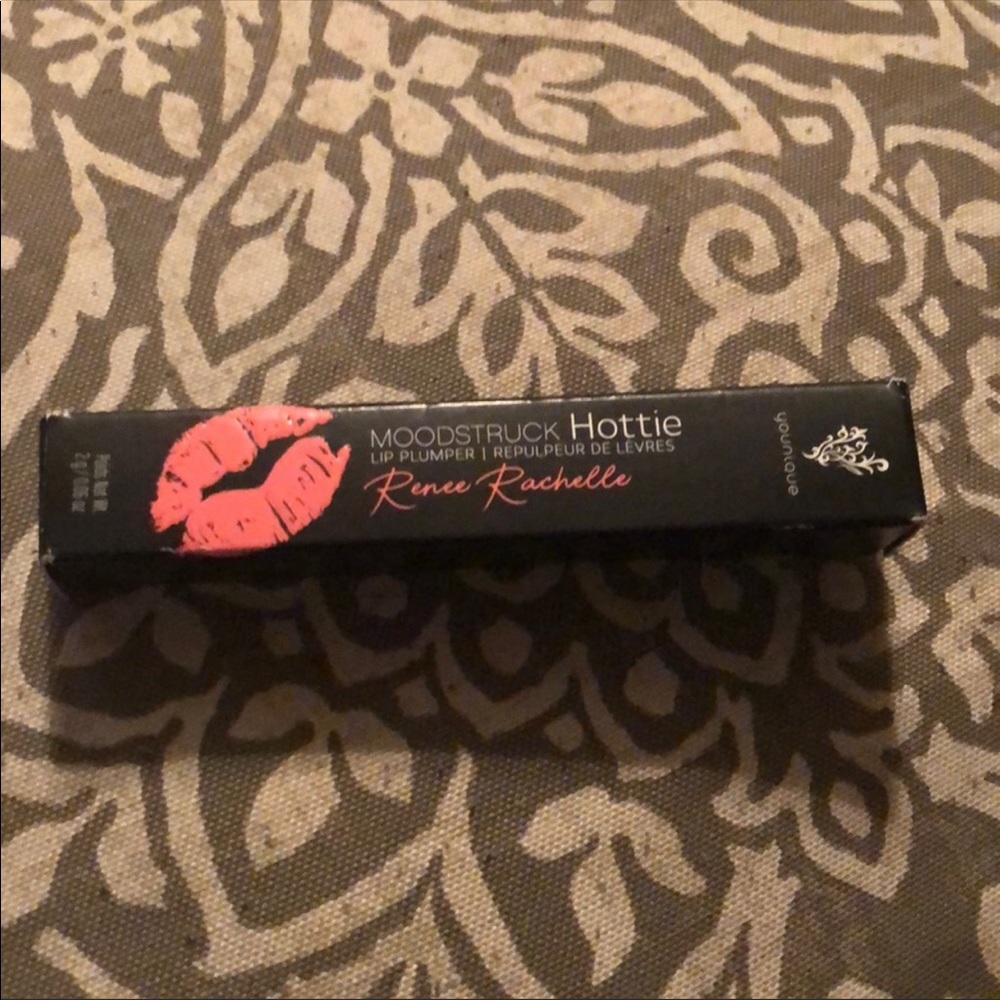 MOODSTRUCK Hottie
LIP PLUMPER | REPULPEUR DE LÈVRES
Renee Rachelle
younique